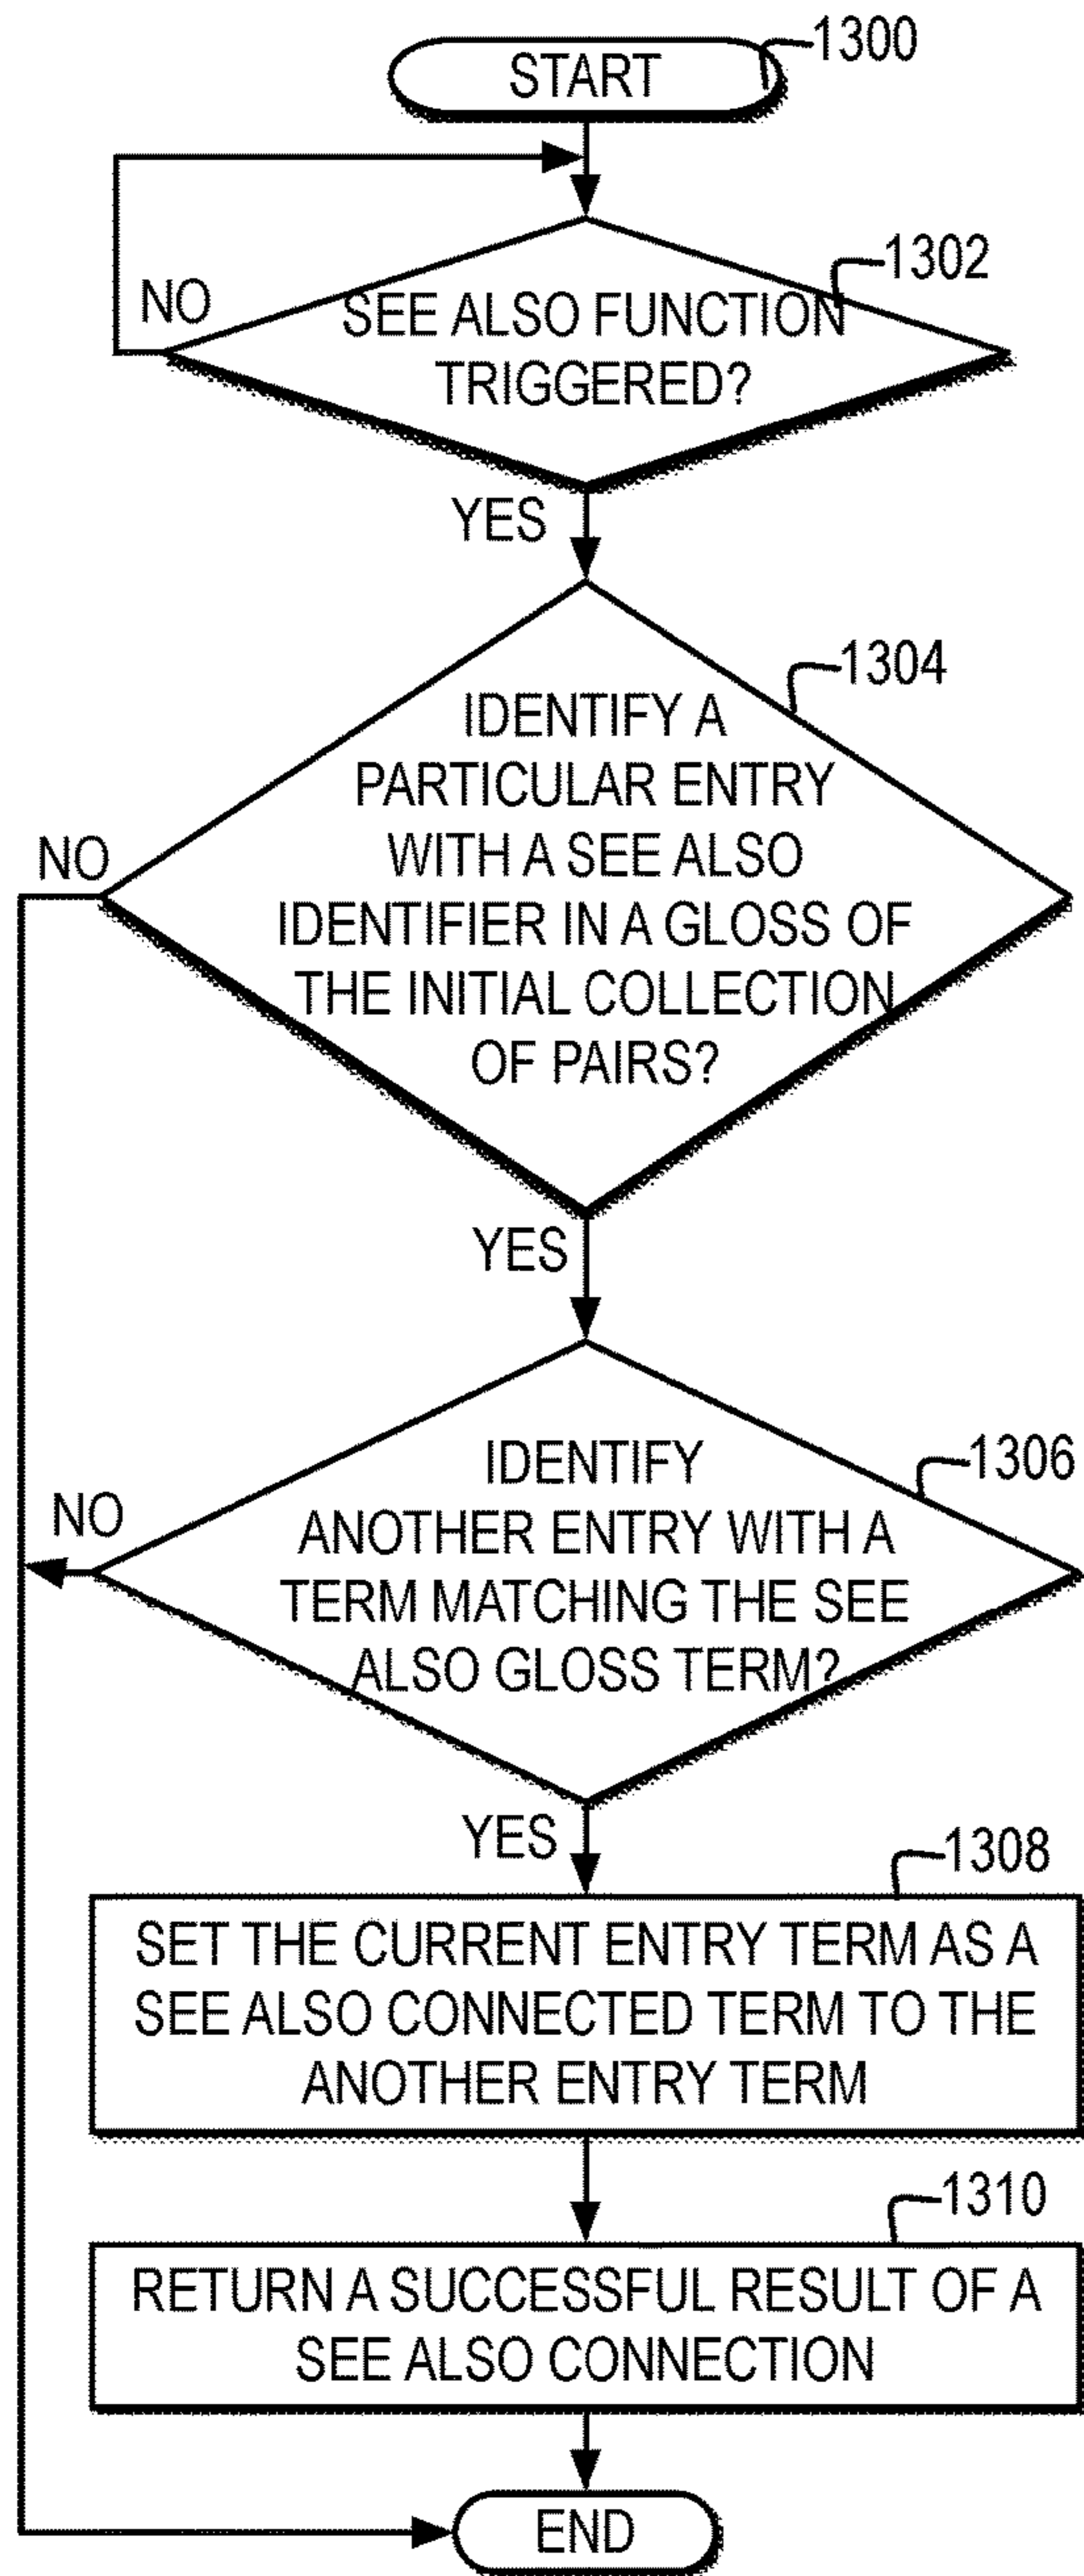 START
1300
SEE ALSO FUNCTION
TRIGGERED?
1302
NO
YES
IDENTIFY A
PARTICULAR ENTRY
WITH A SEE ALSO
IDENTIFIER IN A GLOSS OF
THE INITIAL COLLECTION
OF PAIRS?
1304
NO
YES
IDENTIFY
ANOTHER ENTRY WITH A
TERM MATCHING THE SEE
ALSO GLOSS TERM?
1306
NO
YES
1308
SET THE CURRENT ENTRY TERM AS A
SEE ALSO CONNECTED TERM TO THE
ANOTHER ENTRY TERM
1310
RETURN A SUCCESSFUL RESULT OF A
SEE ALSO CONNECTION
END